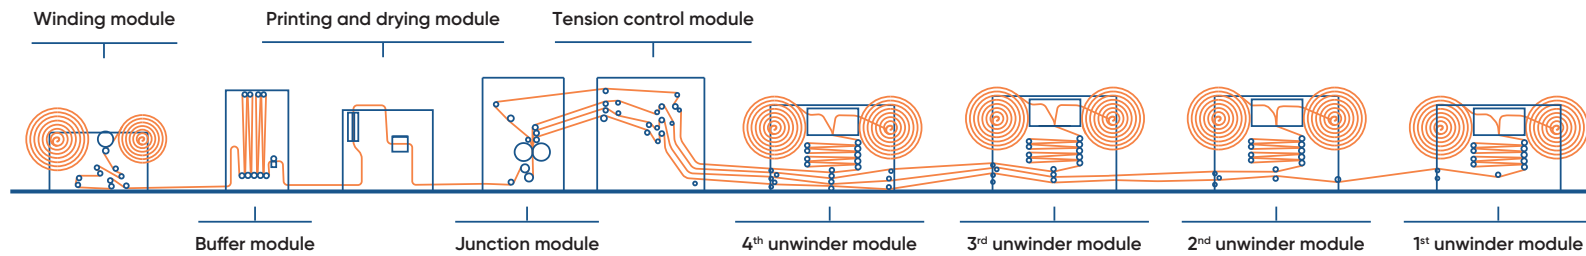 Winding module
Printing and drying module
Tension control module
Buffer module
Junction module
4th unwinder module
3rd unwinder module
2nd unwinder module
1st unwinder module